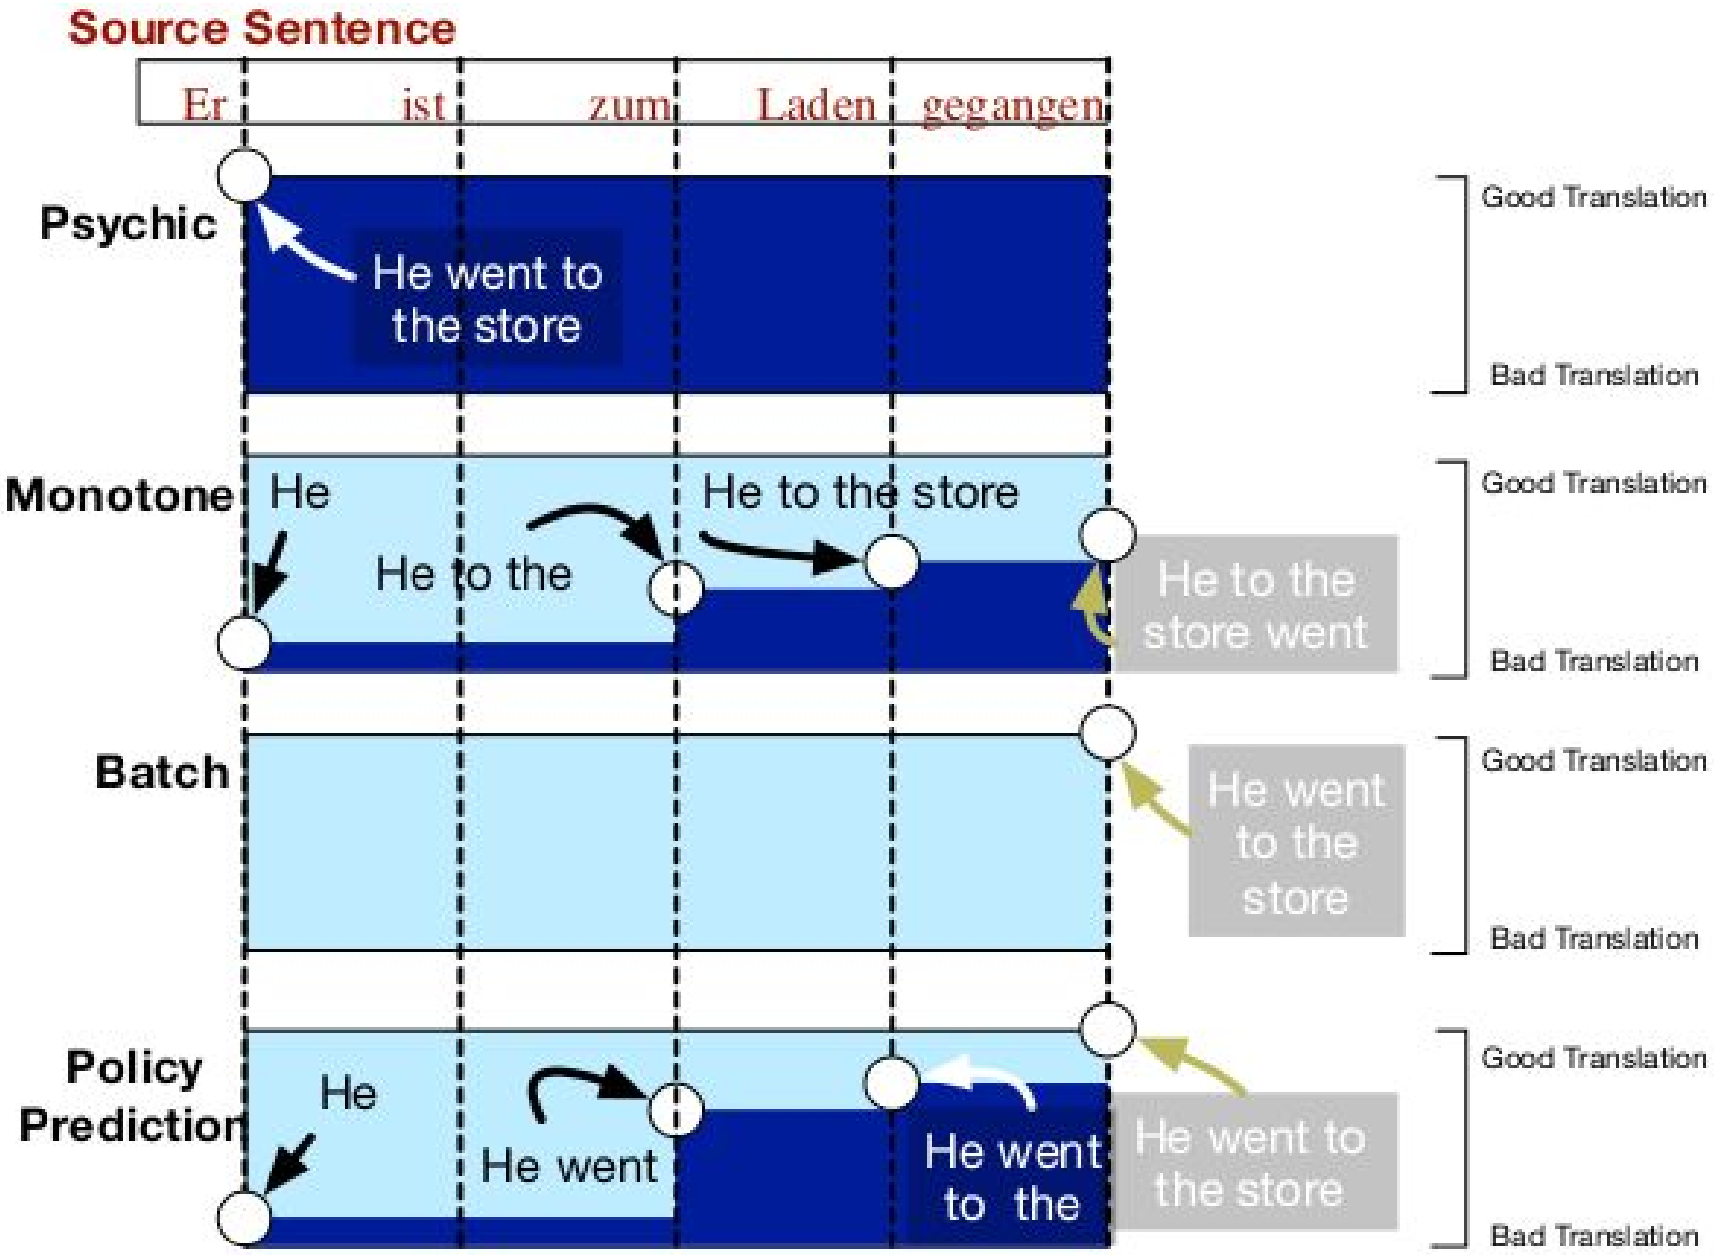 Source Sentence
Er ist zum Laden gegangen
Psychic
He went to
the store
Good Translation
Bad Translation
Monotone
He
He to the
He to the store
He to the
store went
Good Translation
Bad Translation
Batch
He went
to the
store
Good Translation
Bad Translation
Policy
Prediction
He
He went
He went
to the
He went to
the store
Good Translation
Bad Translation